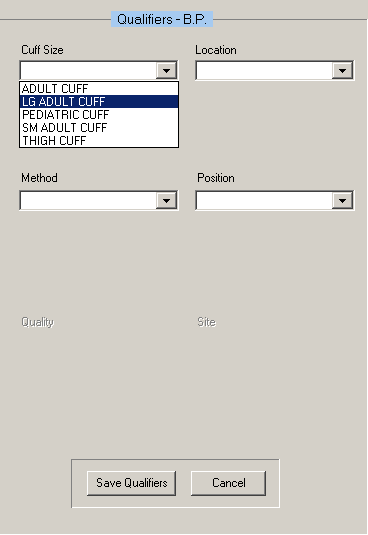 Qualifiers - B.P.
Cuff Size
Location
ADULT CUFF
LG ADULT CUFF
PEDIATRIC CUFF
SM ADULT CUFF
THIGH CUFF
Method
Position
Quality
Site
Save Qualifiers
Cancel